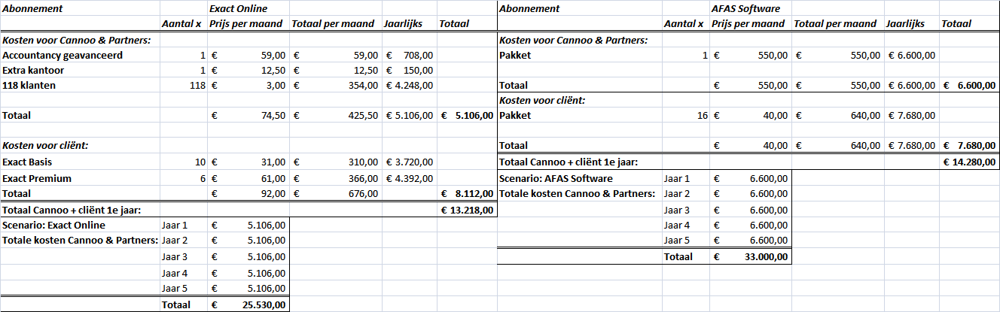 Abonnement Exact Online
Aantal x Prijs per maand Totaal per maand Jaarlijks Totaal
Kosten voor Cannoo & Partners:
Accountancy geavanceerd 1 € 59,00 € 59,00 € 708,00
Extra kantoor 1 € 12,50 € 12,50 € 150,00
118 klanten 118 € 3,00 € 354,00 € 4.248,00
Totaal € 74,50 € 425,50 € 5.106,00 € 5.106,00
Kosten voor cliënt:
Exact Basis 10 € 31,00 € 310,00 € 3.720,00
Exact Premium 6 € 61,00 € 366,00 € 4.392,00
Totaal € 92,00 € 676,00 € 8.112,00
Totaal Cannoo + cliënt 1e jaar: € 13.218,00
Scenario: Exact Online Jaar 1 € 5.106,00
Totale kosten Cannoo & Partners: Jaar 2 € 5.106,00
Jaar 3 € 5.106,00
Jaar 4 € 5.106,00
Jaar 5 € 5.106,00
Totaal € 25.530,00
Abonnement AFAS Software
Aantal x Prijs per maand Totaal per maand Jaarlijks Totaal
Kosten voor Cannoo & Partners:
Pakket 1 € 550,00 € 550,00 € 6.600,00
Totaal € 550,00 € 550,00 € 6.600,00 € 6.600,00
Kosten voor cliënt:
Pakket 16 € 40,00 € 640,00 € 7.680,00
Totaal € 40,00 € 640,00 € 7.680,00 € 7.680,00
Totaal Cannoo + cliënt 1e jaar: € 14.280,00
Scenario: AFAS Software Jaar 1 € 6.600,00
Totale kosten Cannoo & Partners: Jaar 2 € 6.600,00
Jaar 3 € 6.600,00
Jaar 4 € 6.600,00
Jaar 5 € 6.600,00
Totaal € 33.000,00